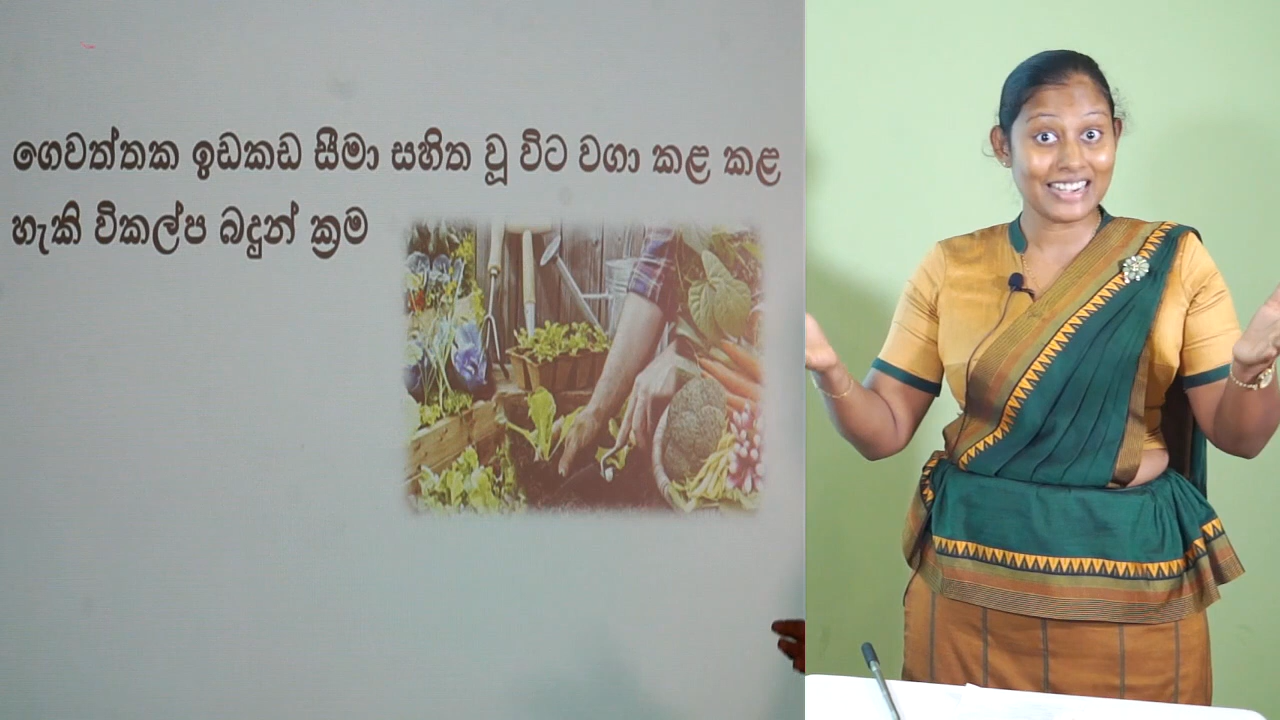 ගෙවත්තක ඉඩකඩ සීමා සහිත වූ විට වගා කළ කළ
හැකි විකල්ප බදුන් ක්‍රම